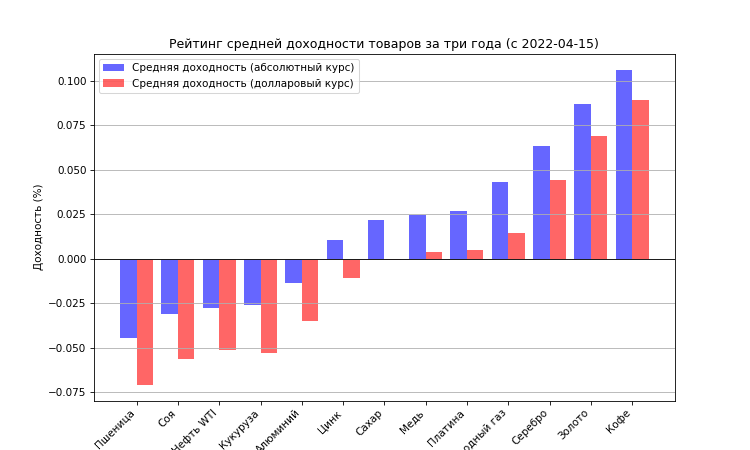 Рейтинг средней доходности товаров за три года (с 2022-04-15)
Средняя доходность (абсолютный курс)
Средняя доходность (долларовый курс)
Доходность (%)
0.100
0.075
0.050
0.025
0.000
−0.025
−0.050
−0.075
Пшеница
Соя
Нефть WTI
Кукуруза
Алюминий
Цинк
Сахар
Медь
Платина
одный газ
Серебро
Золото
Кофе